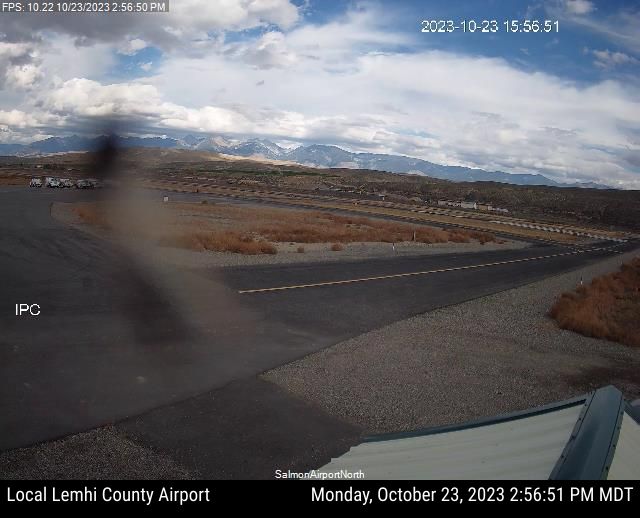 FPS: 10.22 10/23/2023 2:56:50 PM
2023-10-23 15:56:51
IPC
SalmonAirportNorth
Local Lemhi County Airport Monday, October 23, 2023 2:56:51 PM MDT